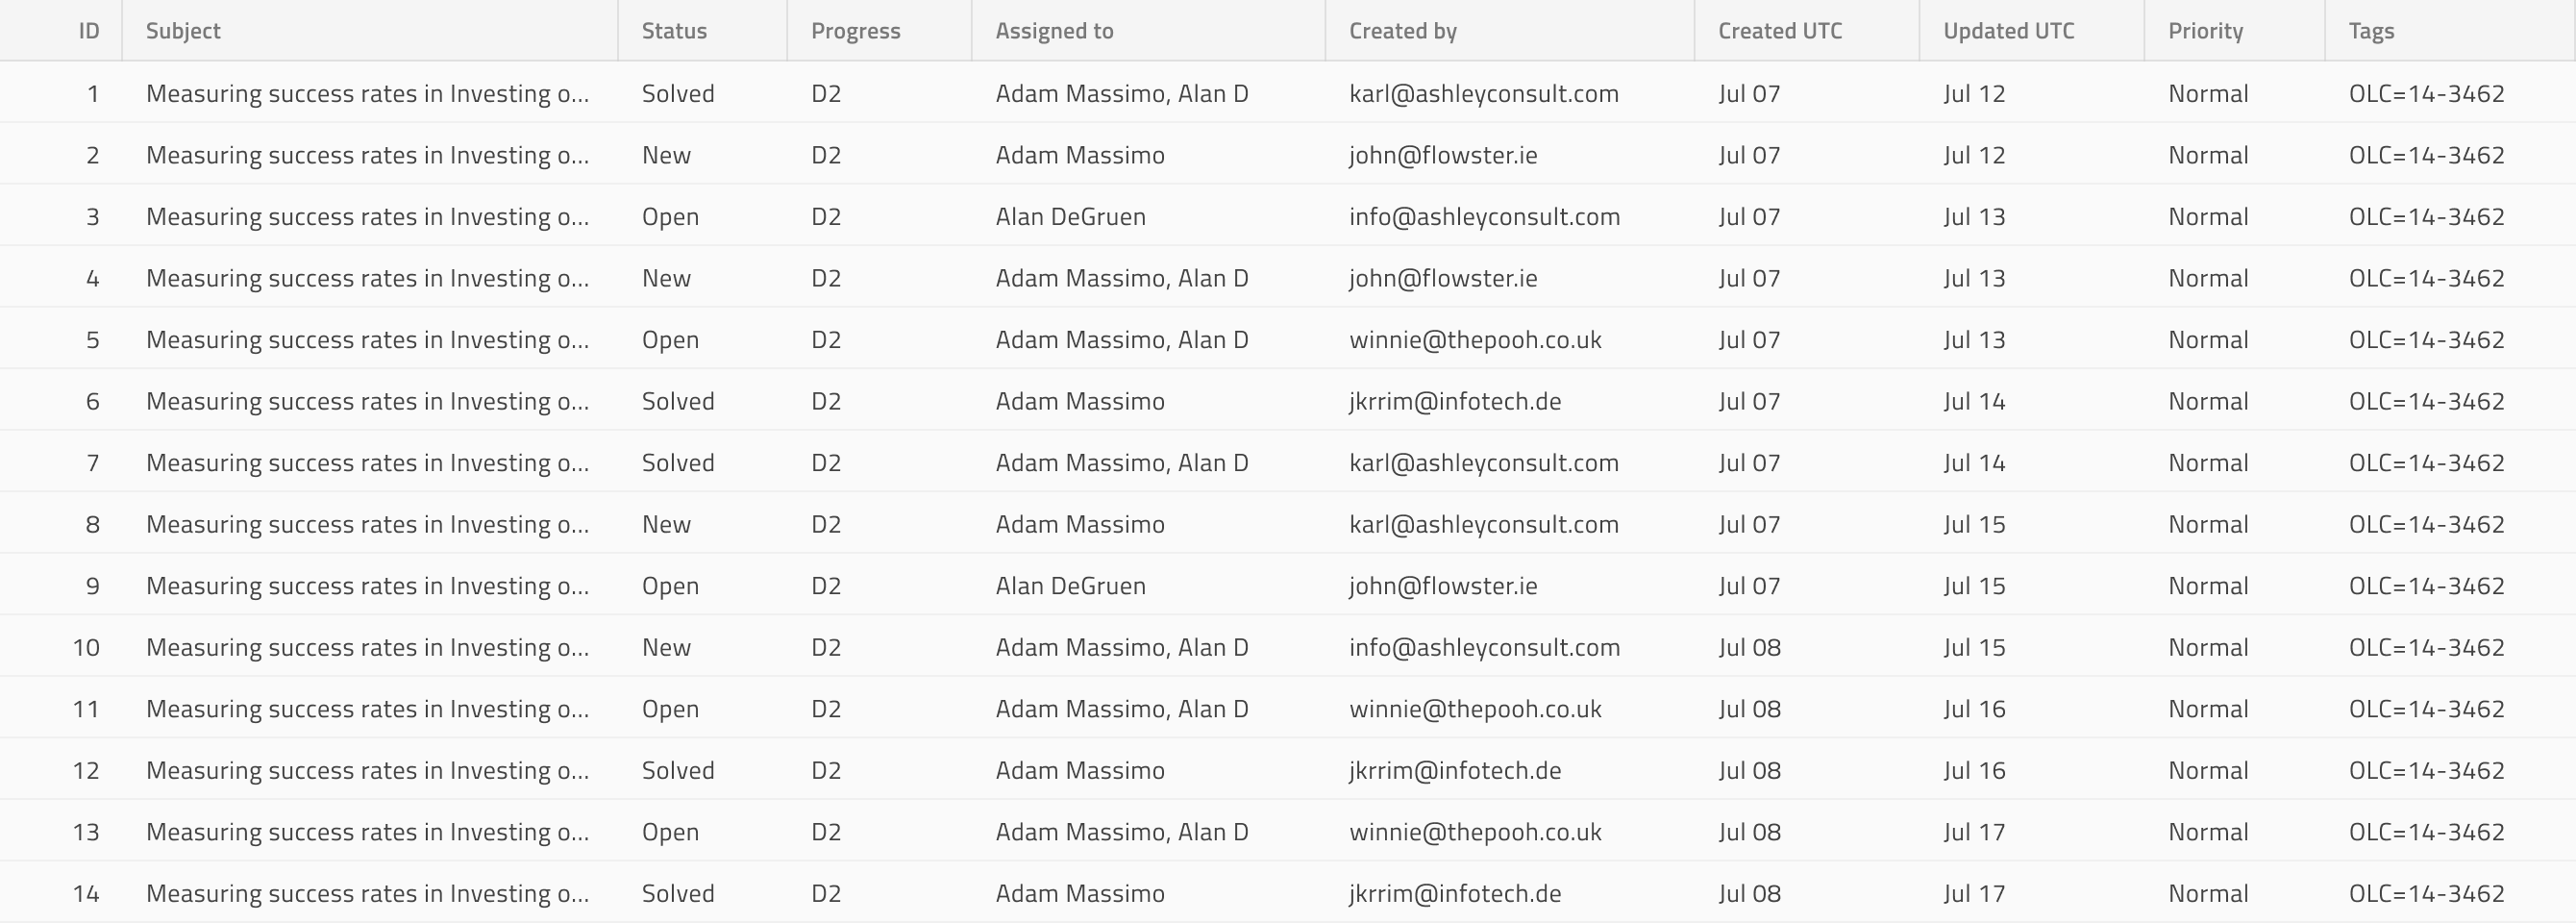 ID Subject Status Progress Assigned to Created by Created UTC Updated UTC Priority Tags
1 Measuring success rates in Investing o... Solved D2 Adam Massimo, Alan D karl@ashleyconsult.com Jul 07 Jul 12 Normal OLC=14-3462
2 Measuring success rates in Investing o... New D2 Adam Massimo john@flowster.ie Jul 07 Jul 12 Normal OLC=14-3462
3 Measuring success rates in Investing o... Open D2 Alan DeGruen info@ashleyconsult.com Jul 07 Jul 13 Normal OLC=14-3462
4 Measuring success rates in Investing o... New D2 Adam Massimo, Alan D john@flowster.ie Jul 07 Jul 13 Normal OLC=14-3462
5 Measuring success rates in Investing o... Open D2 Adam Massimo, Alan D winnie@thepooh.co.uk Jul 07 Jul 13 Normal OLC=14-3462
6 Measuring success rates in Investing o... Solved D2 Adam Massimo jkrrim@infotech.de Jul 07 Jul 14 Normal OLC=14-3462
7 Measuring success rates in Investing o... Solved D2 Adam Massimo, Alan D karl@ashleyconsult.com Jul 07 Jul 14 Normal OLC=14-3462
8 Measuring success rates in Investing o... New D2 Adam Massimo karl@ashleyconsult.com Jul 07 Jul 15 Normal OLC=14-3462
9 Measuring success rates in Investing o... Open D2 Alan DeGruen john@flowster.ie Jul 07 Jul 15 Normal OLC=14-3462
10 Measuring success rates in Investing o... New D2 Adam Massimo, Alan D info@ashleyconsult.com Jul 08 Jul 15 Normal OLC=14-3462
11 Measuring success rates in Investing o... Open D2 Adam Massimo, Alan D winnie@thepooh.co.uk Jul 08 Jul 16 Normal OLC=14-3462
12 Measuring success rates in Investing o... Solved D2 Adam Massimo jkrrim@infotech.de Jul 08 Jul 16 Normal OLC=14-3462
13 Measuring success rates in Investing o... Open D2 Adam Massimo, Alan D winnie@thepooh.co.uk Jul 08 Jul 17 Normal OLC=14-3462
14 Measuring success rates in Investing o... Solved D2 Adam Massimo jkrrim@infotech.de Jul 08 Jul 17 Normal OLC=14-3462